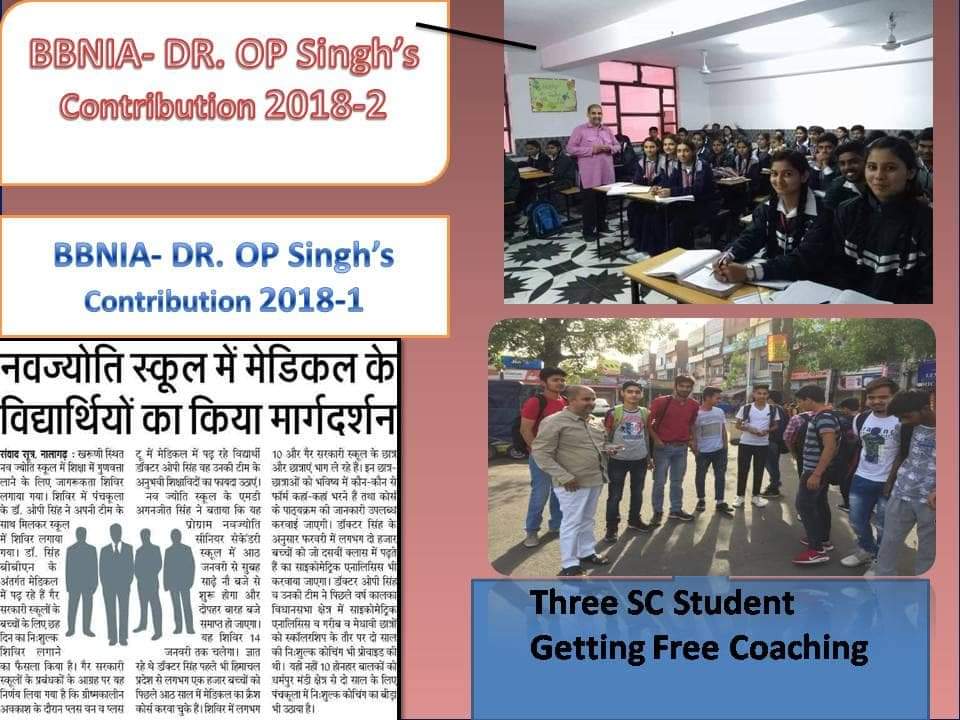 BBNIA- DR. OP Singh's
Contribution 2018-2
BBNIA- DR. OP Singh's
Contribution 2018-1
नवज्योति स्कूल में मेडिकल के
विद्यार्थियों का किया मार्गदर्शन
संवाद सूत्र, नालागढ़ : खरूणी स्थित
नव ज्योति स्कूल में शिक्षा में गुणवत्ता
लाने के लिए जागरूकता शिविर
लगाया गया। शिविर में पंचकूला
के डॉ. ओपी सिंह ने अपनी टीम के
साथ मिलकर स्कूल
में शिविर लगाया
गया। डॉ. सिंह
बीबीएन के
अंतर्गत मेडिकल
में पढ़ रहे हैं गैर
सरकारी स्कूलों के
बच्चों के लिए छह
दिन का निःशुल्क
शिविर लगाने
का फैसला किया है। गैर सरकारी
स्कूलों के प्रबंधकों के आग्रह पर यह
निर्णय लिया गया है कि ग्रीष्मकालीन
अवकाश के दौरान प्लस वन व प्लस
टू में मेडिकल में पढ़ रहे विद्यार्थी
डॉक्टर ओपी सिंह वह उनकी टीम के
अनुभवी शिक्षाविदों का फायदा उठाएं।
नव ज्योति स्कूल के एमडी
अगनजीत सिंह ने बताया कि यह
प्रोग्राम नवज्योति
सीनियर सेकेंडरी
स्कूल में आठ
जनवरी से सुबह
साढ़े नौ बजे से
शुरू होगा और
दोपहर बारह बजे
समाप्त हो जाएगा।
यह शिविर 14
जनवरी तक चलेगा। ज्ञात
रहे थे डॉक्टर सिंह पहले भी हिमाचल
प्रदेश से लगभग एक हजार बच्चों को
पिछले आठ साल में मेडिकल का क्रैश
कोर्स करवा चुके हैं। शिविर में लगभग
10 और गैर सरकारी स्कूल के छात्र
और छात्राएं भाग ले रहे हैं। इन छात्र-
छात्राओं को भविष्य में कौन-कौन से
फॉर्म कहां-कहां भरने हैं तथा कोर्स
के पाठ्यक्रम की जानकारी उपलब्ध
करवाई जाएगी। डॉक्टर सिंह के
अनुसार फरवरी में लगभग दो हजार
बच्चों को जो दसवीं क्लास में पढ़ते
हैं का साइकोमेट्रिक एनालिसिस भी
करवाया जाएगा। डॉक्टर ओपी सिंह
व उनकी टीम ने पिछले वर्ष कालका
विधानसभा क्षेत्र में साइकोमेट्रिक
एनालिसिस व गरीब व मेधावी छात्रों
को स्कॉलरशिप के तौर पर दो साल
की निःशुल्क कोचिंग भी प्रोवाइड की
थी। यही नहीं 10 होनहार बालकों को
धर्मपुर मंडी क्षेत्र से दो साल के लिए
पंचकूला में निःशुल्क कोचिंग का बीड़ा
भी उठाया है।
Three SC Student
Getting Free Coaching